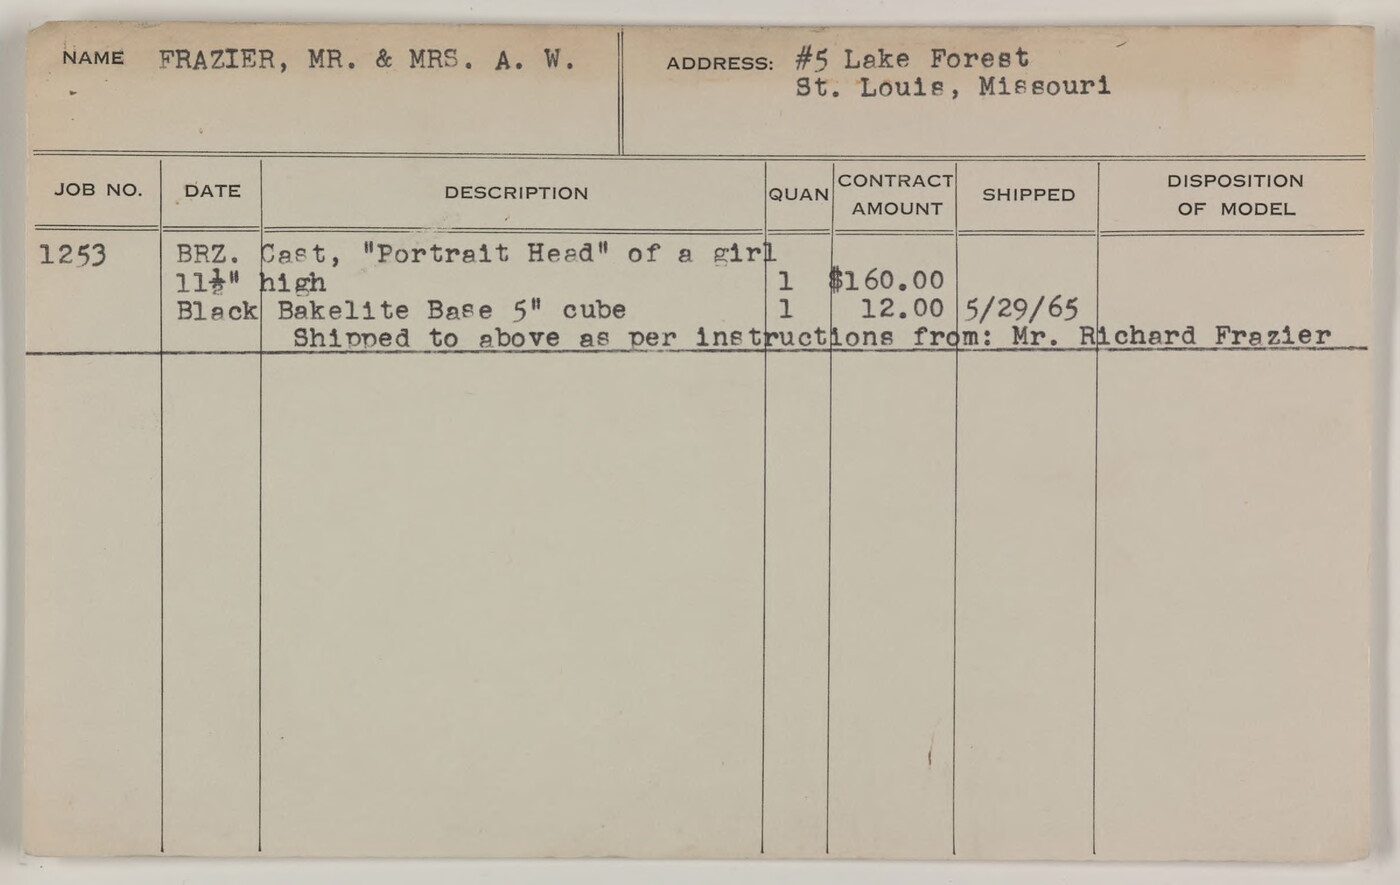 NAME FRAZIER, MR. & MRS. A. W. ADDRESS: #5 Lake Forest
St. Louis, Missouri
JOB NO. DATE DESCRIPTION QUAN CONTRACT AMOUNT SHIPPED DISPOSITION OF MODEL
1253 BRZ. Cast, "Portrait Head" of a girl
11½" high 1 $160.00
Black Bakelite Base 5" cube 1 12.00 5/29/65
Shipped to above as per instructions from: Mr. Richard Frazier